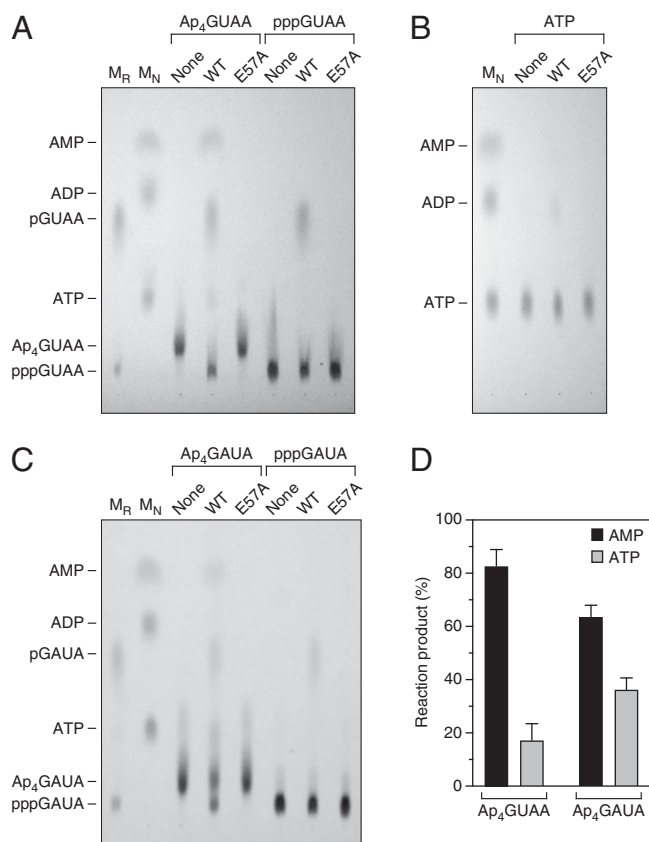 A
Ap₄GUAA pppGUAA
M_R M_N None WT E57A None WT E57A
AMP
ADP
pGUAA
ATP
Ap₄GUAA
pppGUAA
B
ATP
M_N None WT E57A
AMP
ADP
ATP
C
Ap₄GAUA pppGAUA
M_R M_N None WT E57A None WT E57A
AMP
ADP
pGAUA
ATP
Ap₄GAUA
pppGAUA
D
100
80
60
40
20
0
Reaction product (%)
AMP
ATP
Ap₄GUAA Ap₄GAUA